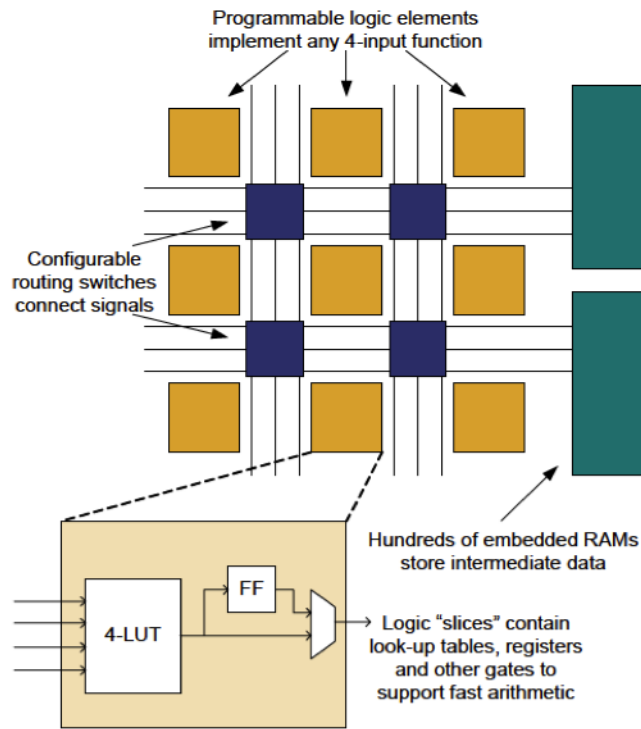 Programmable logic elements
implement any 4-input function
Configurable
routing switches
connect signals
Hundreds of embedded RAMs
store intermediate data
4-LUT
FF
Logic “slices” contain
look-up tables, registers
and other gates to
support fast arithmetic